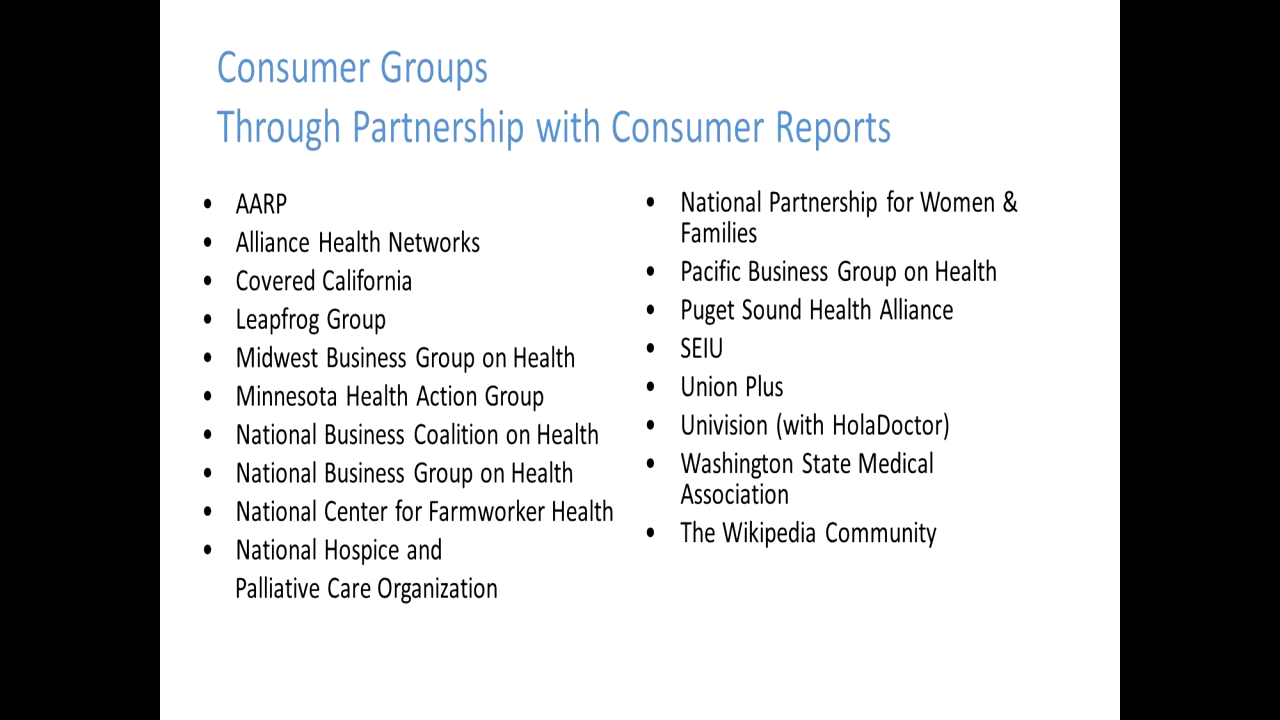 Consumer Groups
Through Partnership with Consumer Reports
• AARP
• Alliance Health Networks
• Covered California
• Leapfrog Group
• Midwest Business Group on Health
• Minnesota Health Action Group
• National Business Coalition on Health
• National Business Group on Health
• National Center for Farmworker Health
• National Hospice and
Palliative Care Organization
• National Partnership for Women &
Families
• Pacific Business Group on Health
• Puget Sound Health Alliance
• SEIU
• Union Plus
• Univision (with HolaDoctor)
• Washington State Medical
Association
• The Wikipedia Community